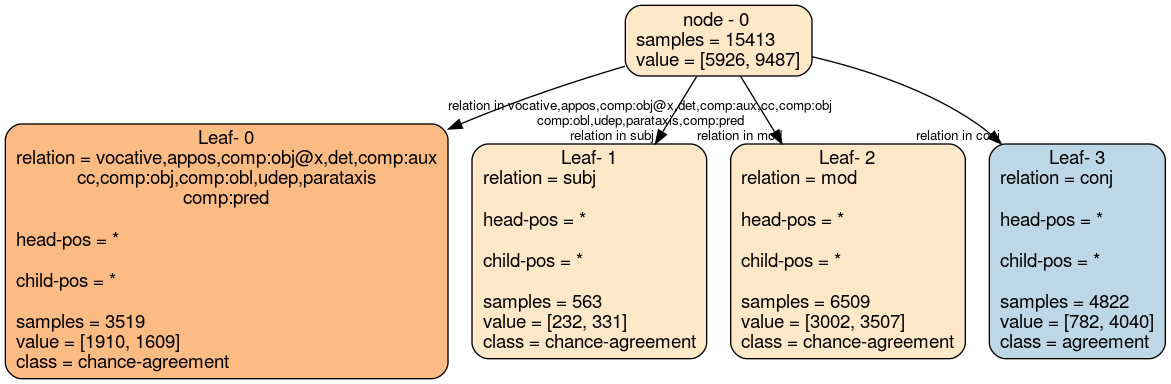 node - 0
samples = 15413
value = [5926, 9487]
relation in vocative,appos,comp:obj@x,det,comp:aux,cc,comp:obj
comp:obl,udep,parataxis,comp:pred
relation in subj
relation in mod
relation in conj
Leaf- 0
relation = vocative,appos,comp:obj@x,det,comp:aux
cc,comp:obj,comp:obl,udep,parataxis
comp:pred
head-pos = *
child-pos = *
samples = 3519
value = [1910, 1609]
class = chance-agreement
Leaf- 1
relation = subj
head-pos = *
child-pos = *
samples = 563
value = [232, 331]
class = chance-agreement
Leaf- 2
relation = mod
head-pos = *
child-pos = *
samples = 6509
value = [3002, 3507]
class = chance-agreement
Leaf- 3
relation = conj
head-pos = *
child-pos = *
samples = 4822
value = [782, 4040]
class = agreement